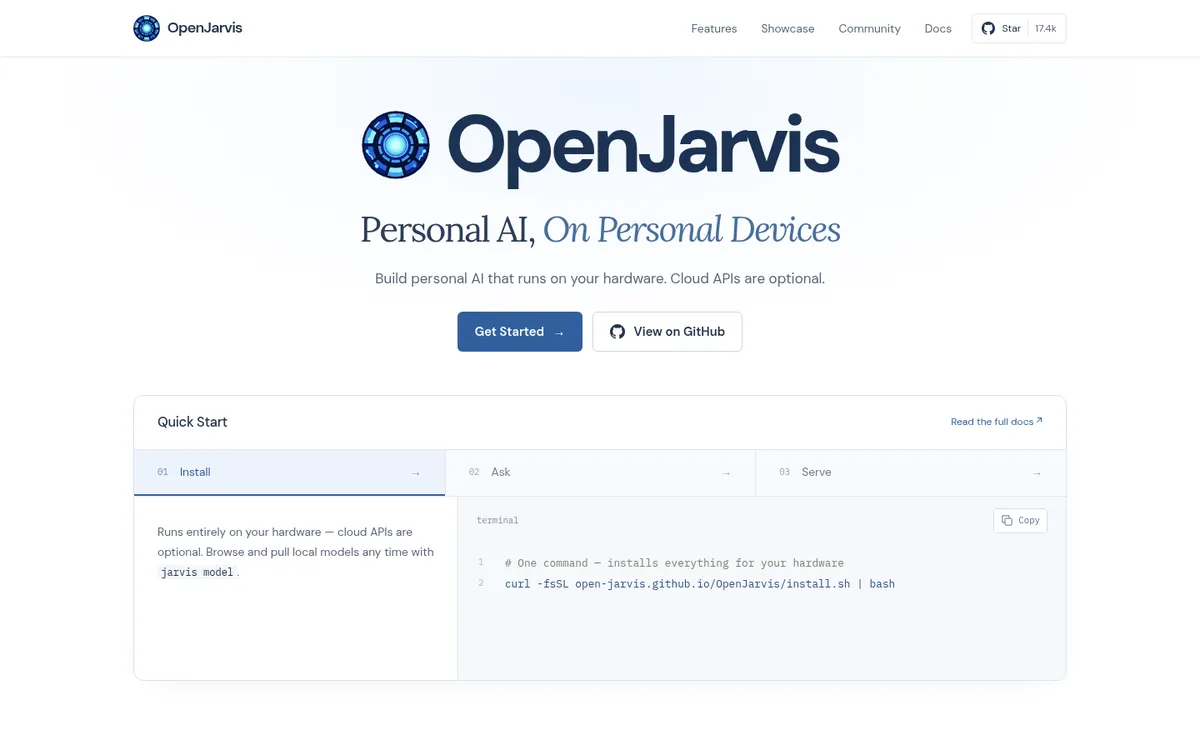 OpenJarvis
Features
Showcase
Community
Docs
Star
17.4k
OpenJarvis
Personal AI, On Personal Devices
Build personal AI that runs on your hardware. Cloud APIs are optional.
Get Started →
View on GitHub
Quick Start
Read the full docs ↗
01 Install →
02 Ask →
03 Serve →
Runs entirely on your hardware — cloud APIs are
optional. Browse and pull local models any time with
jarvis model.
terminal
Copy
1 # One command — installs everything for your hardware
2 curl -fsSL open-jarvis.github.io/OpenJarvis/install.sh | bash